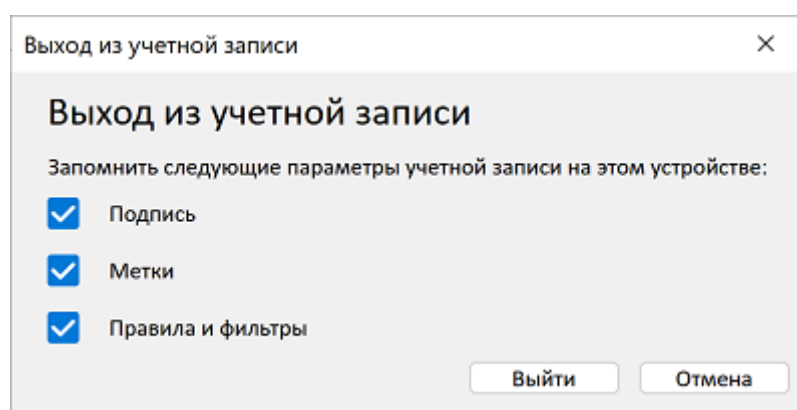 Выход из учетной записи
Выход из учетной записи
Запомнить следующие параметры учетной записи на этом устройстве:
Подпись
Метки
Правила и фильтры
Выйти Отмена